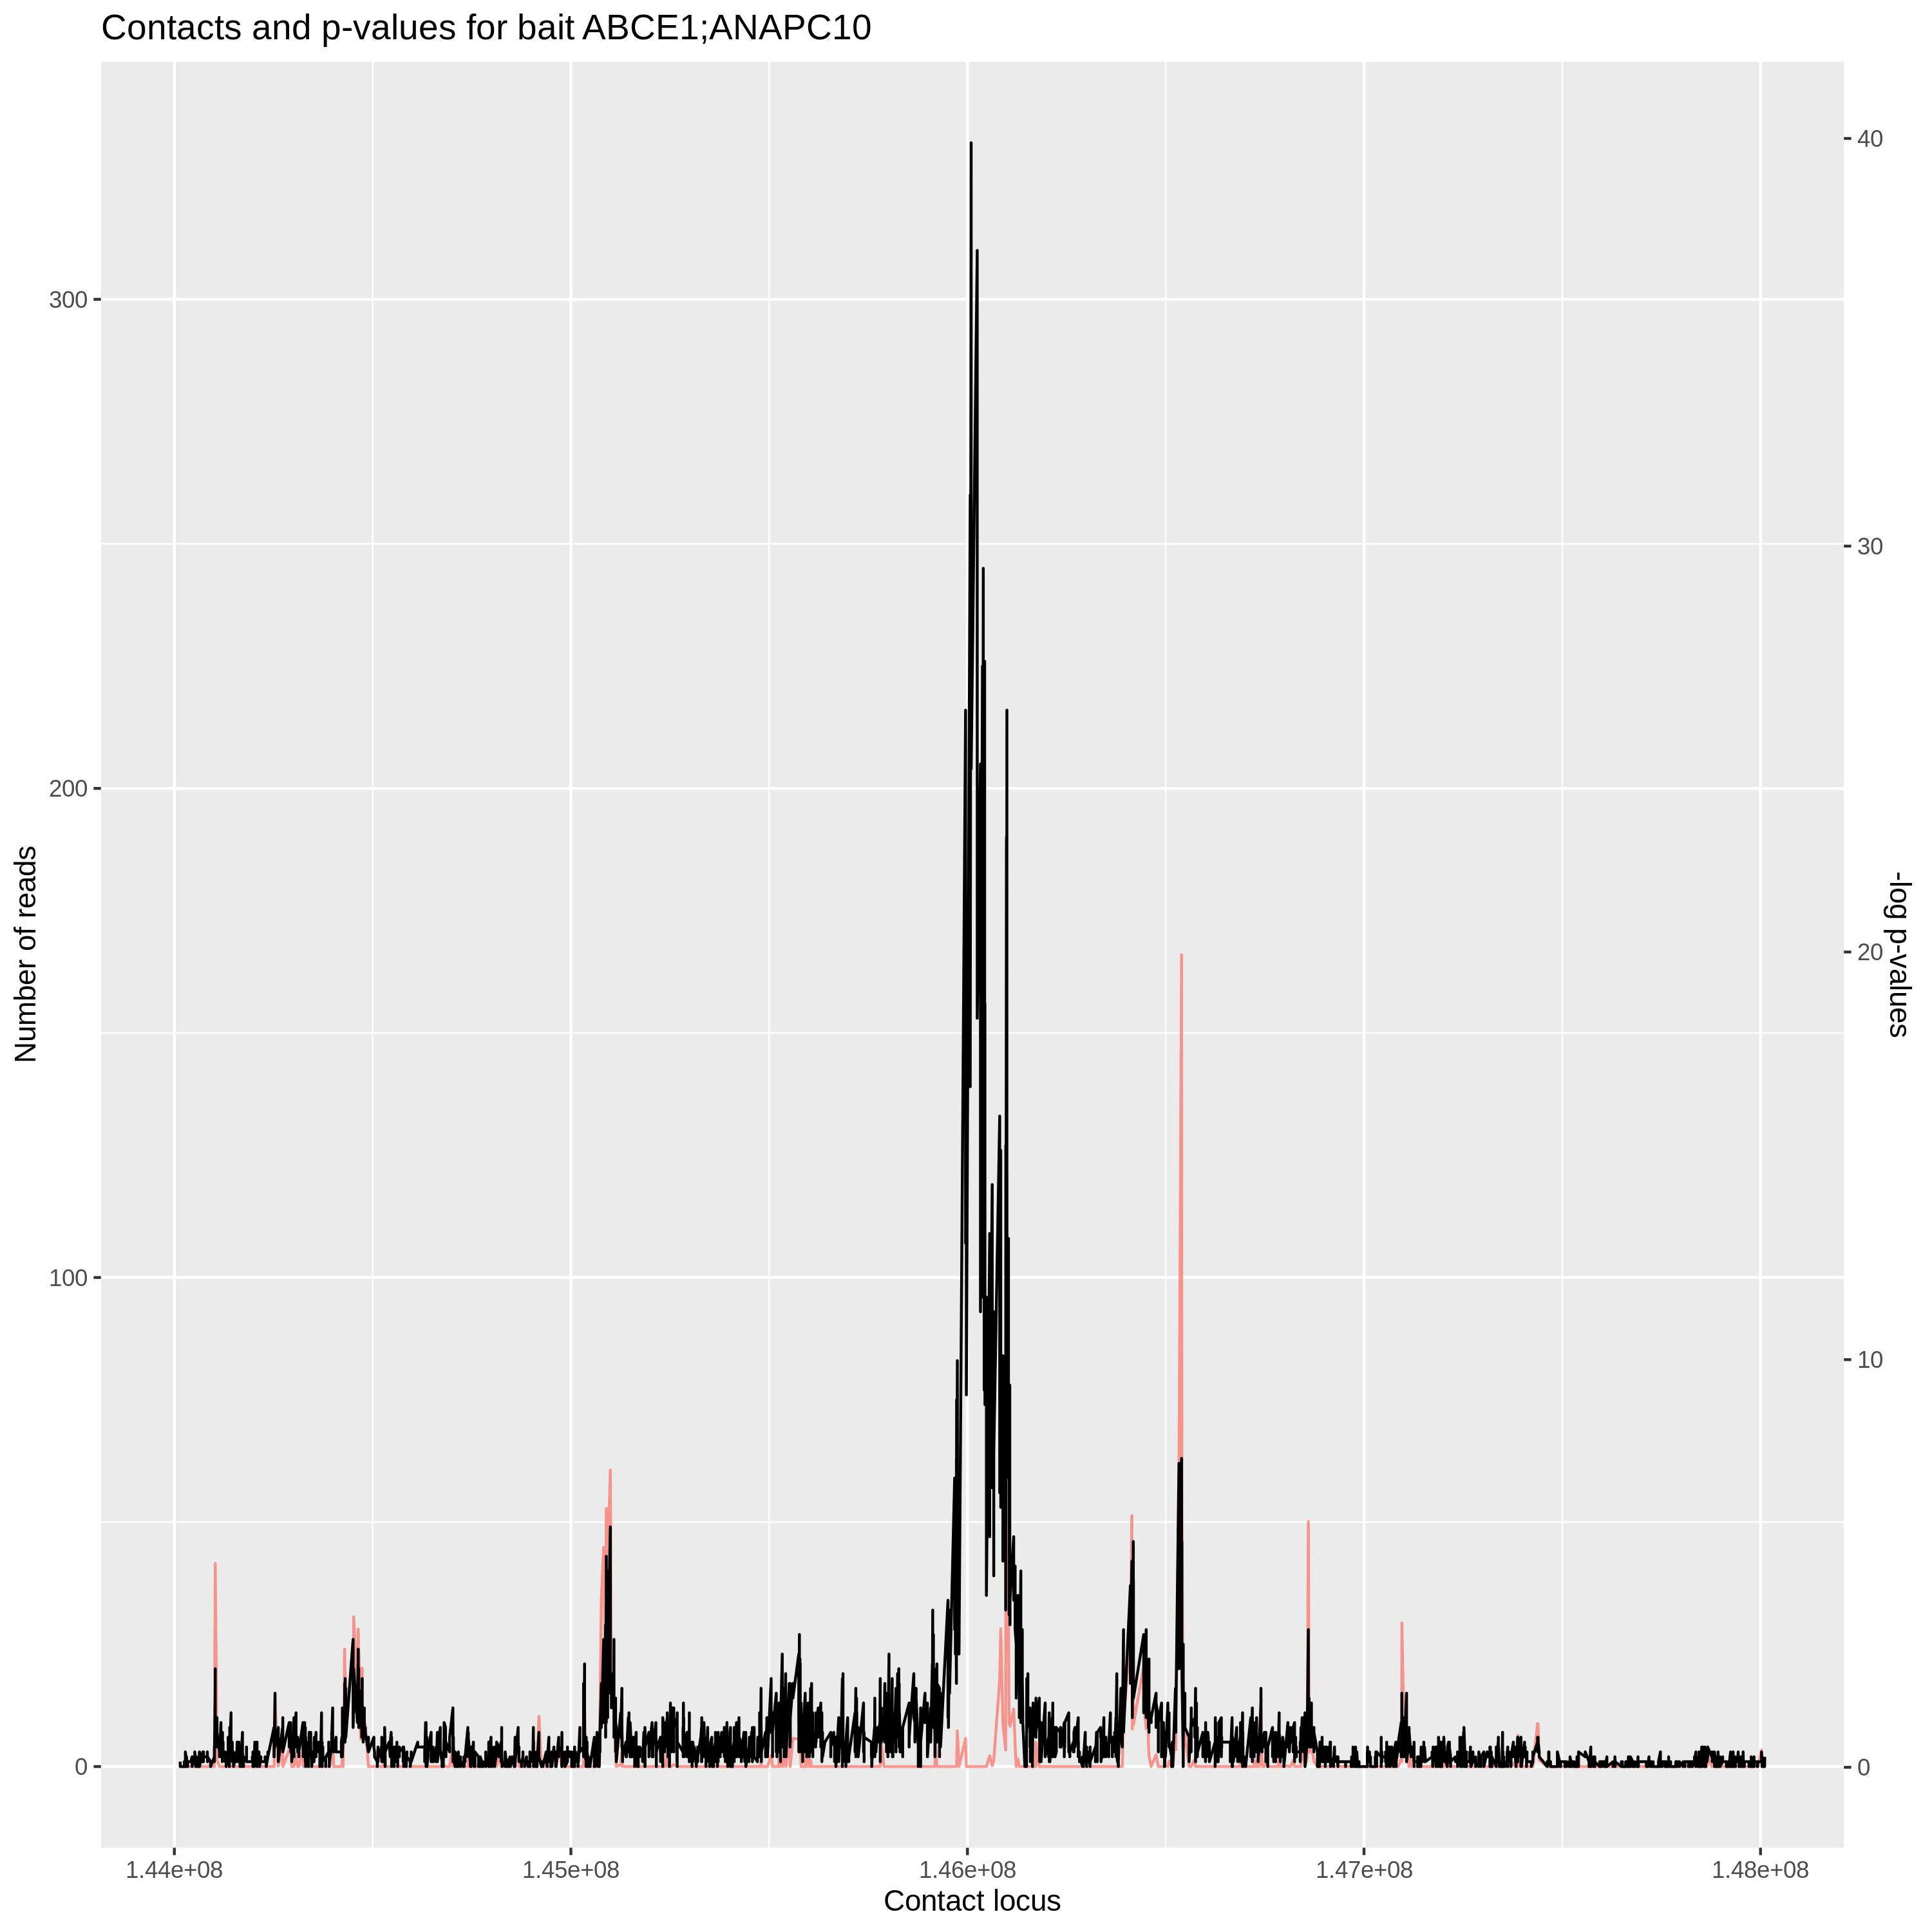 Contacts and p-values for bait ABCE1;ANAPC10
40
300
30
200
20
100
10
0
0
Number of reads
-log p-values
1.44e+08
1.45e+08
1.46e+08
1.47e+08
1.48e+08
Contact locus